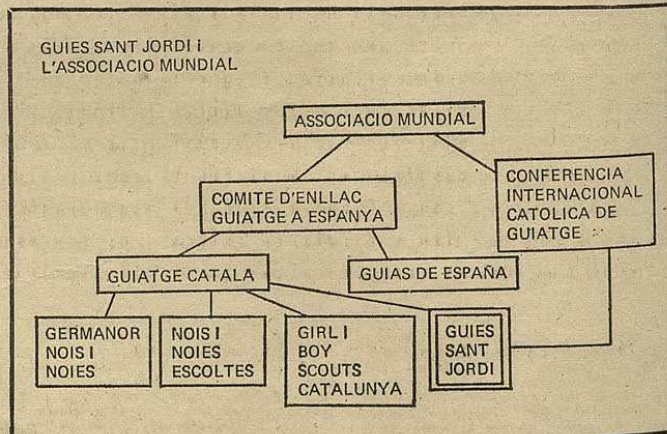 GUIES SANT JORDI i
L'ASSOCIACIO MUNDIAL
ASSOCIACIO MUNDIAL
COMITE D'ENLLAC
GUIATGE A ESPANYA
CONFERENCIA
INTERNACIONAL
CATOLICA DE
GUIATGE
GUIATGE CATALA
GUIAS DE ESPAÑA
GERMANOR
NOIS I
NOIES
NOIS I
NOIES
ESCOLTES
GIRL I
BOY
SCOUTS
CATALUNYA
GUIES
SANT
JORDI